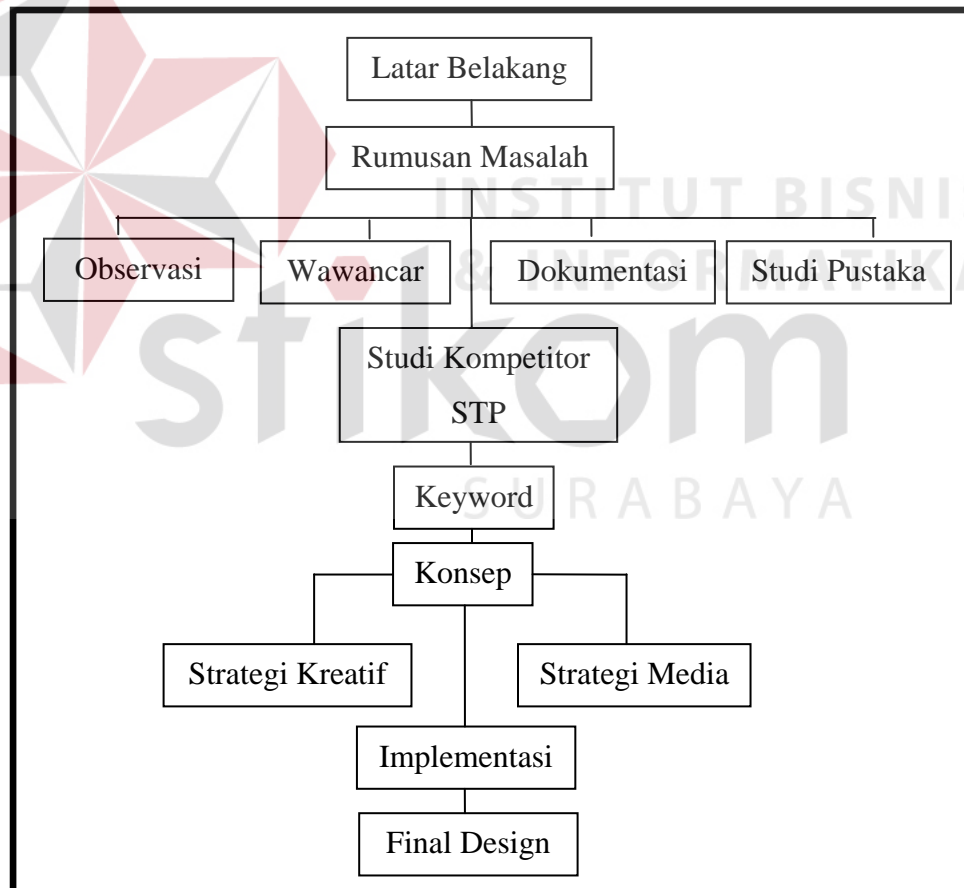 Latar Belakang
Rumusan Masalah
INSTITUT BISNIS
& INFORMATIKA
Observasi
Wawancar
Dokumentasi
Studi Pustaka
stikom
SURABAYA
Studi Kompetitor
STP
Keyword
Konsep
Strategi Kreatif
Strategi Media
Implementasi
Final Design